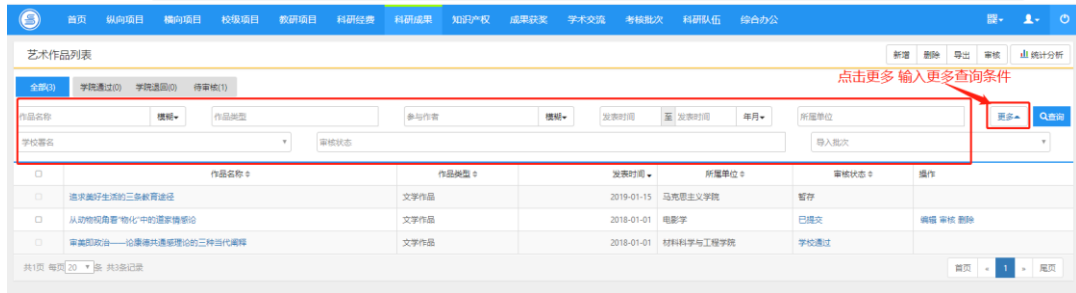 首页 纵向项目 横向项目 校级项目 教研项目 科研经费 科研成果 知识产权 成果获奖 学术交流 考核批次 科研队伍 综合办公
艺术作品列表 新增 删除 导出 审核 统计分析
点击更多 输入更多查询条件
全部(3) 学院通过(0) 学院退回(0) 待审核(1)
作品名称 模糊 作品类型 参与作者 模糊 发表时间 至 发表时间 年月 所属单位 更多 查询
学校署名 审核状态 导入批次
作品名称 作品类型 发表时间 所属单位 审核状态 操作
追求美好生活的三条教育途径 文学作品 2019-01-15 马克思主义学院 暂存
从动物视角看“物化”中的道家情感论 文学作品 2018-01-01 电影学 已提交 编辑 审核 删除
审美即政治——论康德共通感理论的三种当代阐释 文学作品 2018-01-01 材料科学与工程学院 学校通过
共1页 每页 20 条 共3条记录 首页 « 1 » 尾页